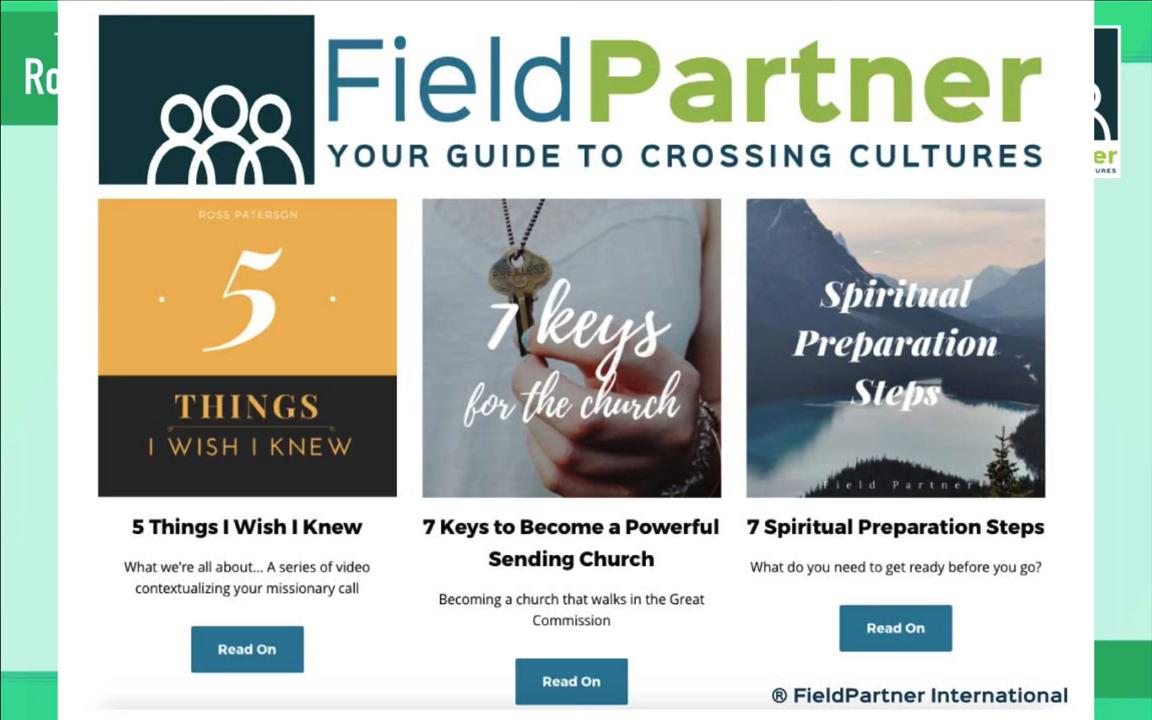 Ro
FieldPartner
YOUR GUIDE TO CROSSING CULTURES
er
URES
ROSS PATERSON
5
THINGS
I WISH I KNEW
7 keys
for the church
Spiritual
Preparation
Steps
Field Partner
5 Things I Wish I Knew
What we're all about... A series of video
contextualizing your missionary call
Read On
7 Keys to Become a Powerful
Sending Church
Becoming a church that walks in the Great
Commission
Read On
7 Spiritual Preparation Steps
What do you need to get ready before you go?
Read On
® FieldPartner International